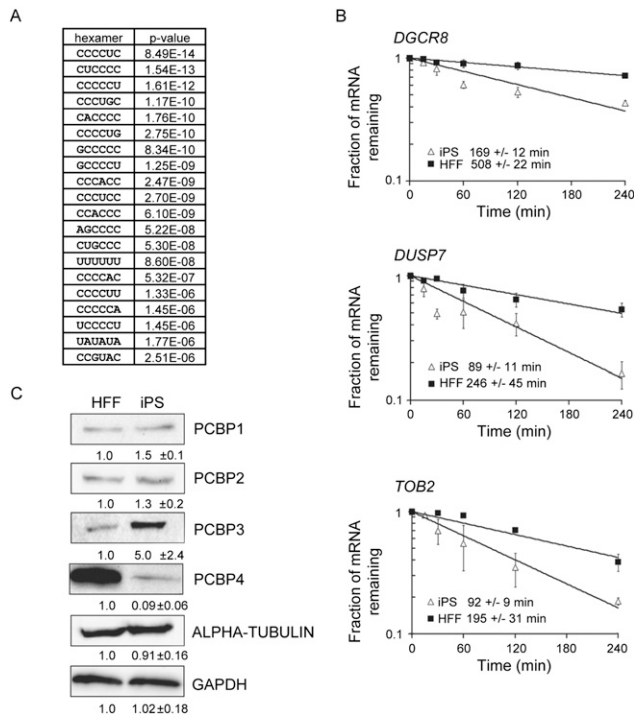 A
hexamer p-value
CCCCUC 8.49E-14
CUCCCC 1.54E-13
CCCCCU 1.61E-12
CCCUGC 1.17E-10
CACCCC 1.76E-10
CCCCUG 2.75E-10
GCCCCC 8.34E-10
GCCCCU 1.25E-09
CCCACC 2.47E-09
CCCUCC 2.70E-09
CCACCC 6.10E-09
AGCCCC 5.22E-08
CUGCCC 5.30E-08
UUUUUU 8.60E-08
CCCCAC 5.32E-07
CCCCUU 1.33E-06
CCCCCA 1.45E-06
UCCCCU 1.45E-06
UAUAUA 1.77E-06
CCGUAC 2.51E-06
B
DGCR8
Fraction of mRNA
remaining
1
0.1
iPS 169 +/- 12 min
HFF 508 +/- 22 min
0 60 120 180 240
Time (min)
DUSP7
Fraction of mRNA
remaining
1
0.1
iPS 89 +/- 11 min
HFF 246 +/- 45 min
0 60 120 180 240
Time (min)
TOB2
Fraction of mRNA
remaining
1
0.1
iPS 92 +/- 9 min
HFF 195 +/- 31 min
0 60 120 180 240
Time (min)
C
HFF iPS
PCBP1
1.0 1.5 ±0.1
PCBP2
1.0 1.3 ±0.2
PCBP3
1.0 5.0 ±2.4
PCBP4
1.0 0.09±0.06
ALPHA-TUBULIN
1.0 0.91±0.16
GAPDH
1.0 1.02±0.18